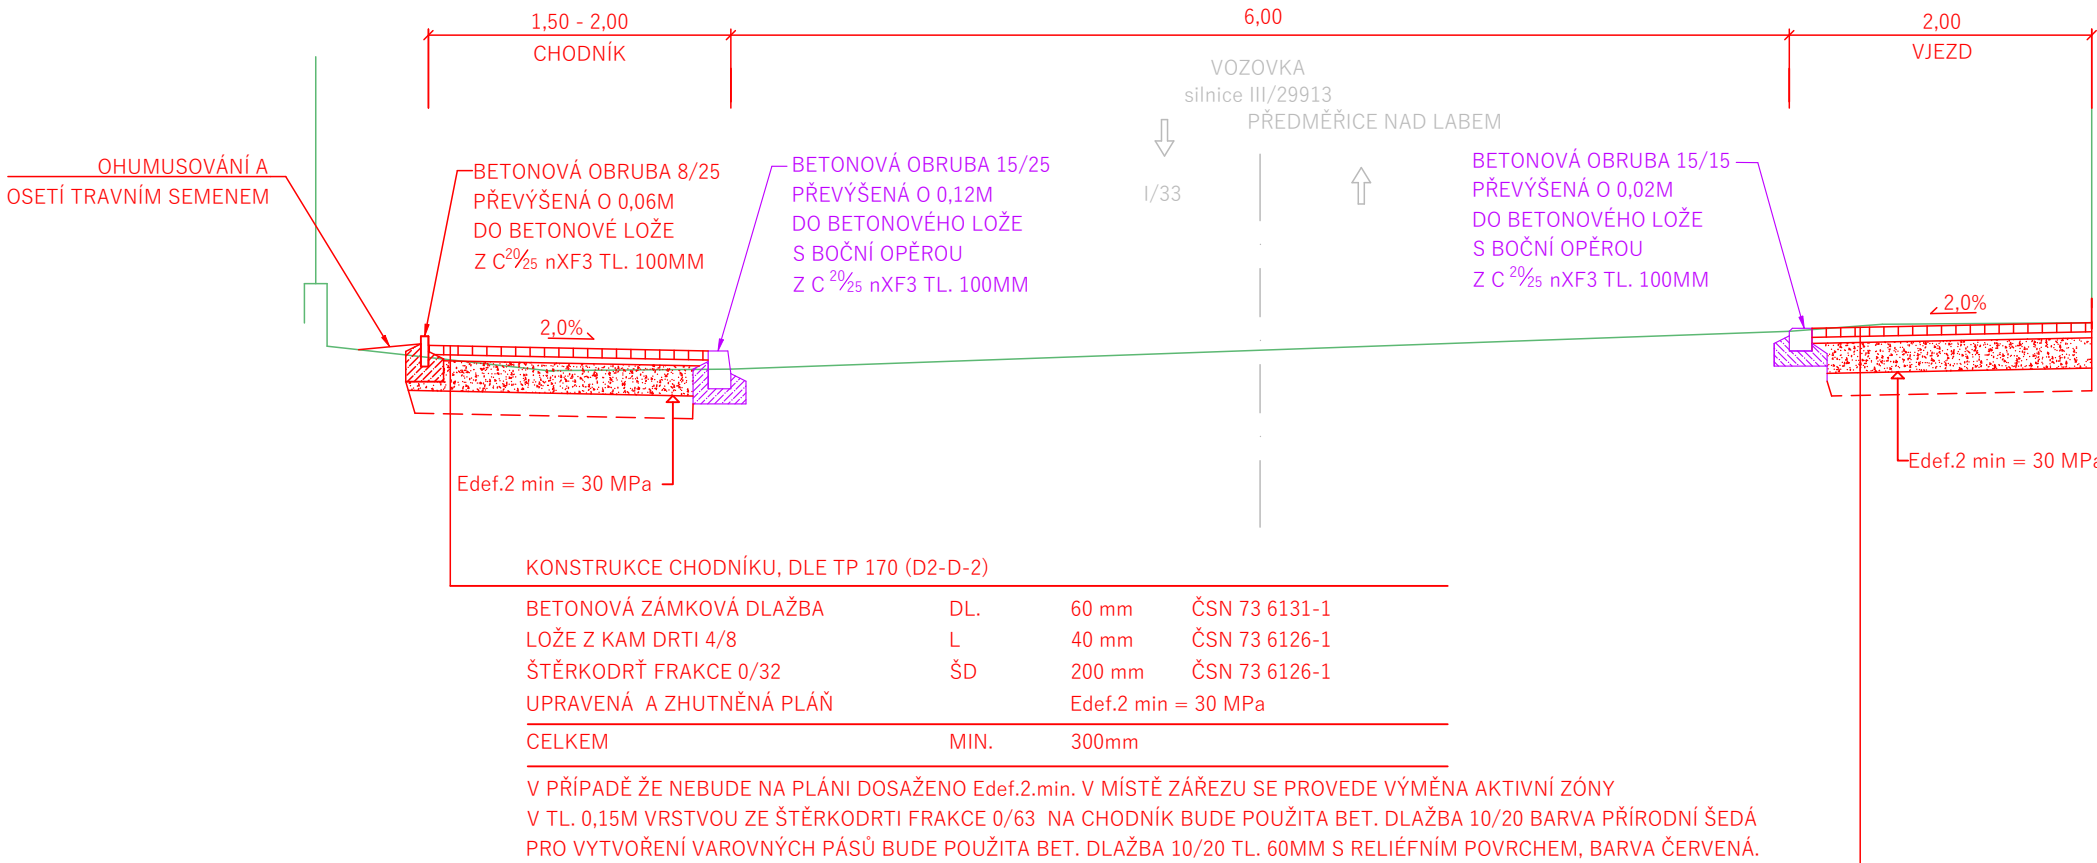 1,50 - 2,00
CHODNÍK
6,00
2,00
VJEZD
VOZOVKA
silnice III/29913
PŘEDMĚŘICE NAD LABEM
I/33
OHUMUSOVÁNÍ A
OSETÍ TRAVNÍM SEMENEM
BETONOVÁ OBRUBA 8/25
PŘEVÝŠENÁ O 0,06M
DO BETONOVÉ LOŽE
Z C20/25 nXF3 TL. 100MM
BETONOVÁ OBRUBA 15/25
PŘEVÝŠENÁ O 0,12M
DO BETONOVÉHO LOŽE
S BOČNÍ OPĚROU
Z C 20/25 nXF3 TL. 100MM
BETONOVÁ OBRUBA 15/15
PŘEVÝŠENÁ O 0,02M
DO BETONOVÉHO LOŽE
S BOČNÍ OPĚROU
Z C 20/25 nXF3 TL. 100MM
2,0%
2,0%
Edef.2 min = 30 MPa
Edef.2 min = 30 MPa
KONSTRUKCE CHODNÍKU, DLE TP 170 (D2-D-2)
BETONOVÁ ZÁMKOVÁ DLAŽBA DL. 60 mm ČSN 73 6131-1
LOŽE Z KAM DRTI 4/8 L 40 mm ČSN 73 6126-1
ŠTĚRKODRŤ FRAKCE 0/32 ŠD 200 mm ČSN 73 6126-1
UPRAVENÁ A ZHUTNĚNÁ PLÁŇ Edef.2 min = 30 MPa
CELKEM MIN. 300mm
V PŘÍPADĚ ŽE NEBUDE NA PLÁNI DOSAŽENO Edef.2.min. V MÍSTĚ ZÁŘEZU SE PROVEDE VÝMĚNA AKTIVNÍ ZÓNY
V TL. 0,15M VRSTVOU ZE ŠTĚRKODRTI FRAKCE 0/63 NA CHODNÍK BUDE POUŽITA BET. DLAŽBA 10/20 BARVA PŘÍRODNÍ ŠEDÁ
PRO VYTVOŘENÍ VAROVNÝCH PÁSŮ BUDE POUŽITA BET. DLAŽBA 10/20 TL. 60MM S RELIÉFNÍM POVRCHEM, BARVA ČERVENÁ.